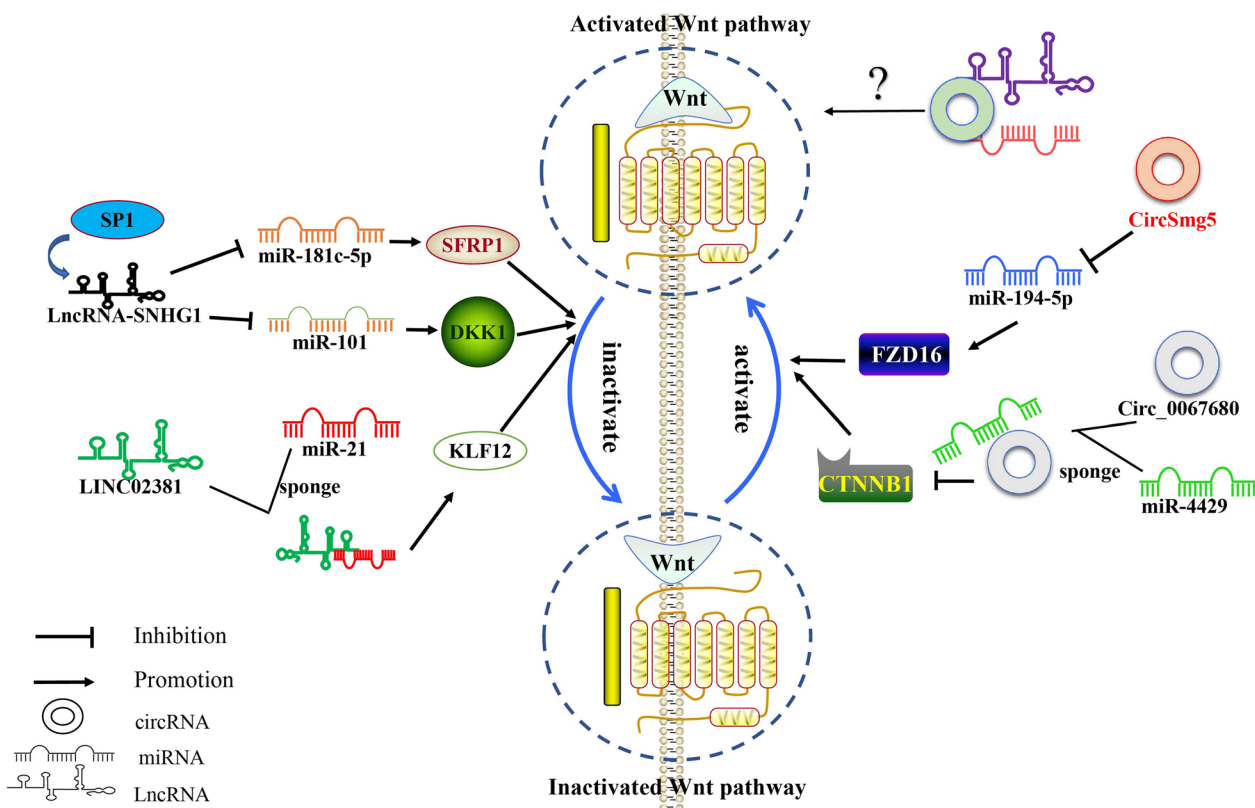 Activated Wnt pathway
Wnt
?
CircSmg5
SP1
miR-181c-5p
SFRP1
LncRNA-SNHG1
miR-101
DKK1
miR-194-5p
FZD16
inactivate
activate
Circ_0067680
miR-21
KLF12
LINC02381
sponge
CTNNB1
sponge
miR-4429
Wnt
Inactivated Wnt pathway
Inhibition
Promotion
circRNA
miRNA
LncRNA